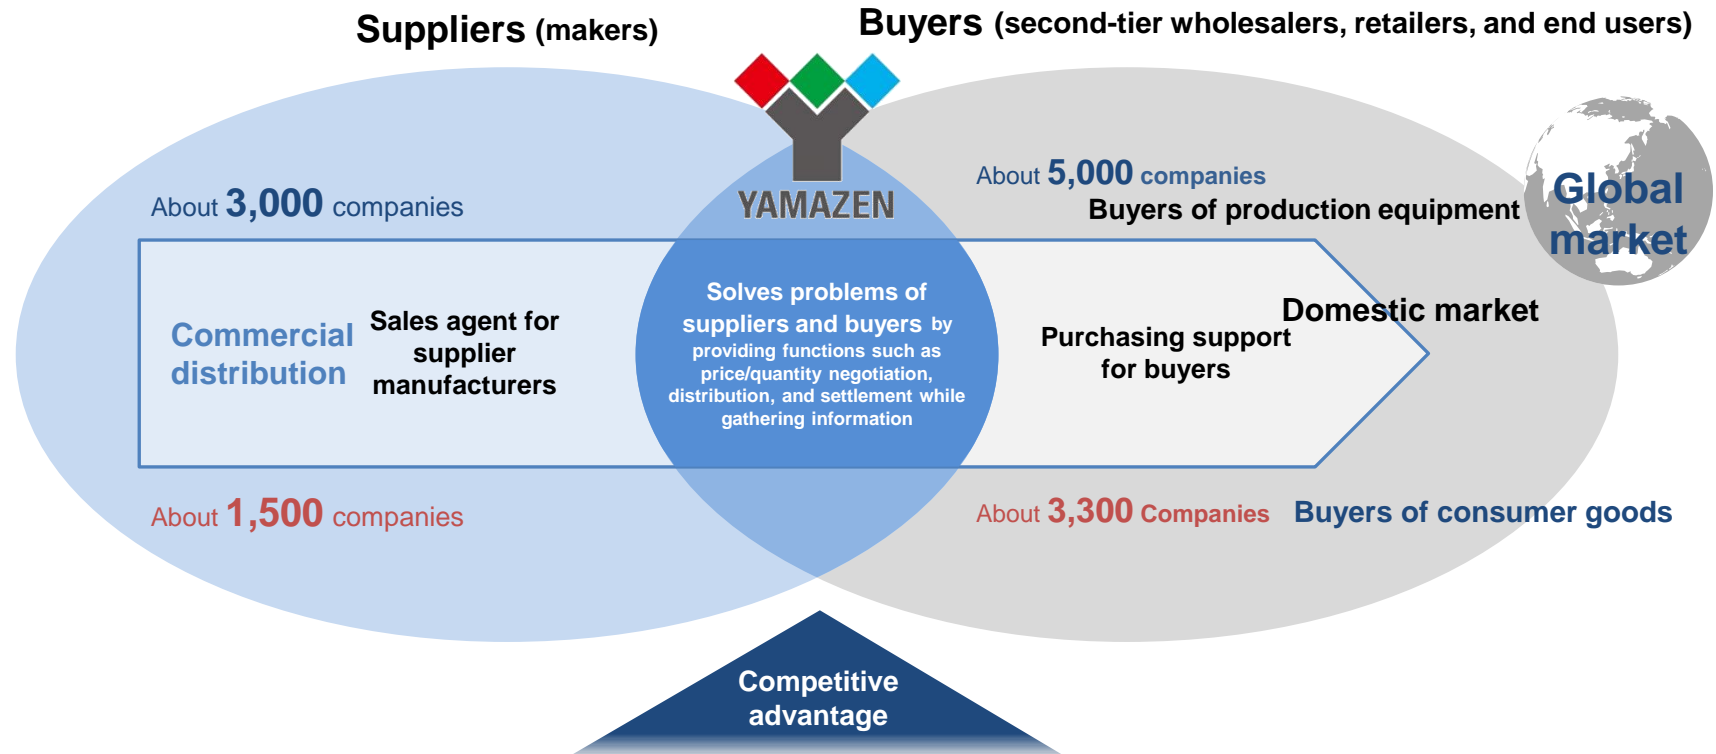 Suppliers (makers)
Buyers (second-tier wholesalers, retailers, and end users)
YAMAZEN
About 3,000 companies
About 5,000 companies
Buyers of production equipment
Global
market
Commercial
distribution
Sales agent for
supplier
manufacturers
Solves problems of
suppliers and buyers by
providing functions such as
price/quantity negotiation,
distribution, and settlement while
gathering information
Purchasing support
for buyers
Domestic market
About 1,500 companies
About 3,300 Companies
Buyers of consumer goods
Competitive
advantage